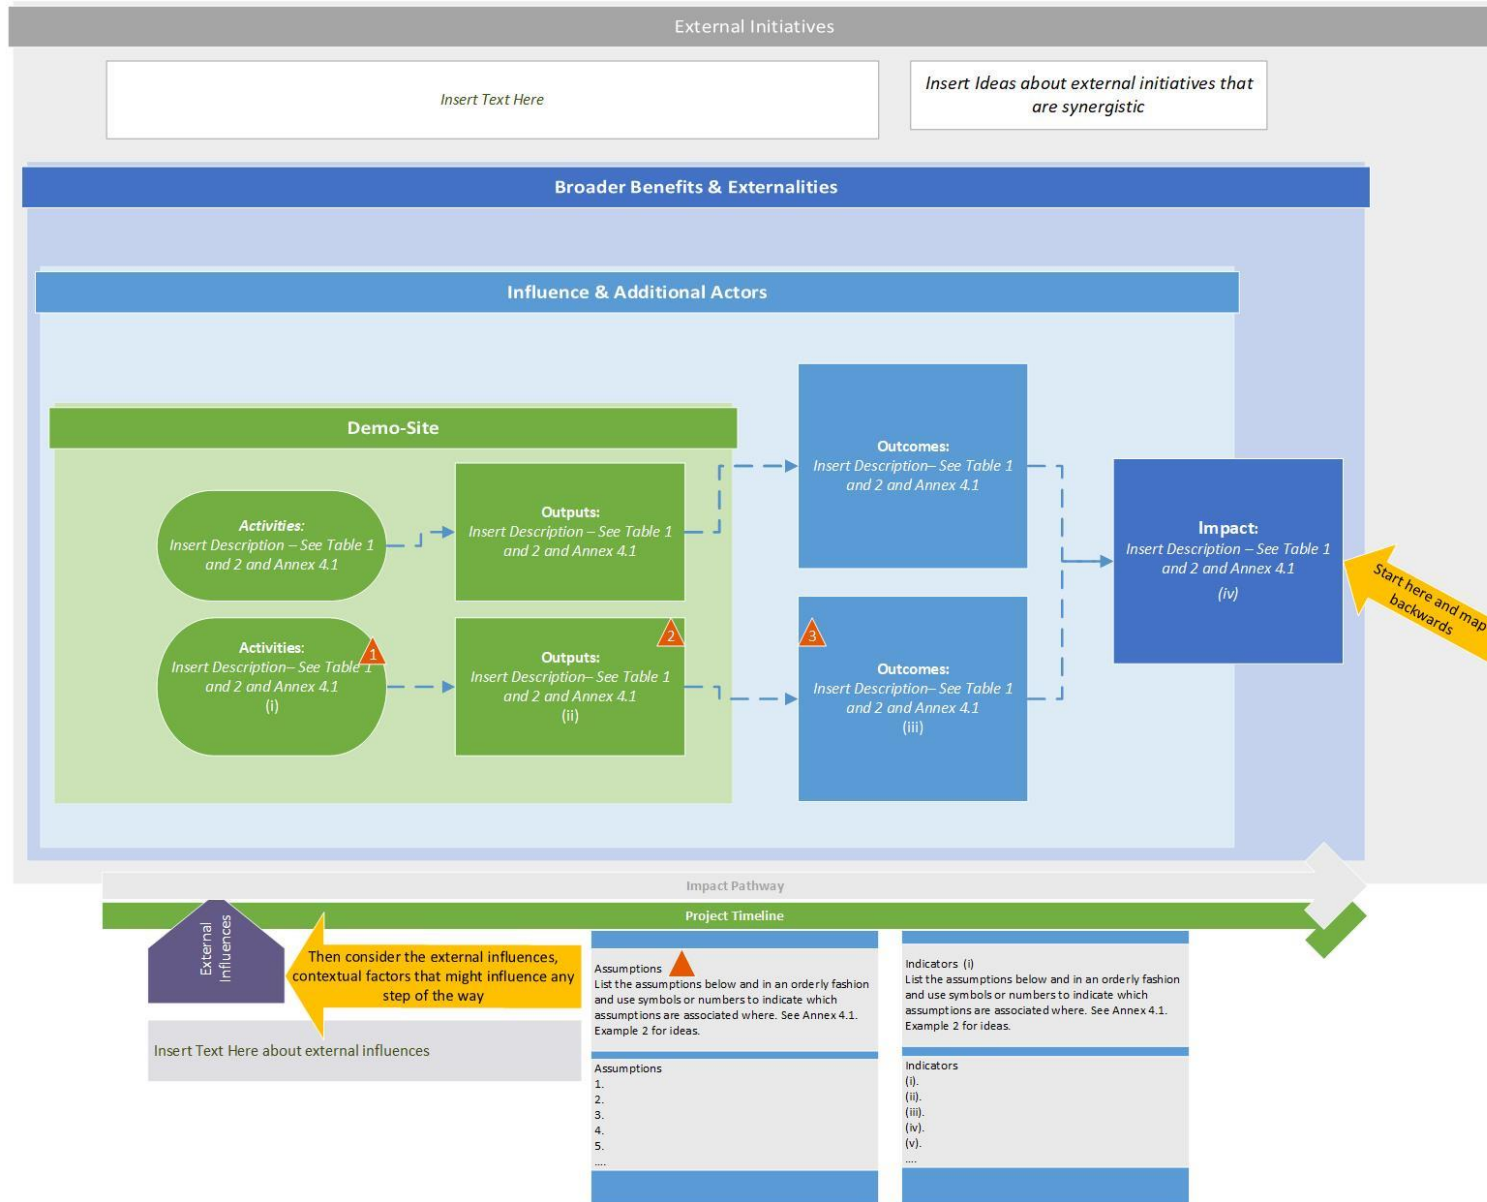 External Initiatives
Insert Text Here
Insert Ideas about external initiatives that
are synergistic
Broader Benefits & Externalities
Influence & Additional Actors
Demo-Site
Activities:
Insert Description – See Table 1
and 2 and Annex 4.1
Outputs:
Insert Description – See Table 1
and 2 and Annex 4.1
Outcomes:
Insert Description– See Table 1
and 2 and Annex 4.1
Impact:
Insert Description – See Table 1
and 2 and Annex 4.1
(iv)
Start here and map
backwards
Activities:
Insert Description– See Table 1
and 2 and Annex 4.1
(i)
1
Outputs:
Insert Description– See Table 1
and 2 and Annex 4.1
(ii)
2
3
Outcomes:
Insert Description– See Table 1
and 2 and Annex 4.1
(iii)
Impact Pathway
Project Timeline
External
Influences
Then consider the external influences,
contextual factors that might influence any
step of the way
Insert Text Here about external influences
Assumptions
List the assumptions below and in an orderly fashion
and use symbols or numbers to indicate which
assumptions are associated where. See Annex 4.1.
Example 2 for ideas.
Assumptions
1.
2.
3.
4.
5.
....
Indicators (i)
List the assumptions below and in an orderly fashion
and use symbols or numbers to indicate which
assumptions are associated where. See Annex 4.1.
Example 2 for ideas.
Indicators
(i).
(ii).
(iii).
(iv).
(v).
....